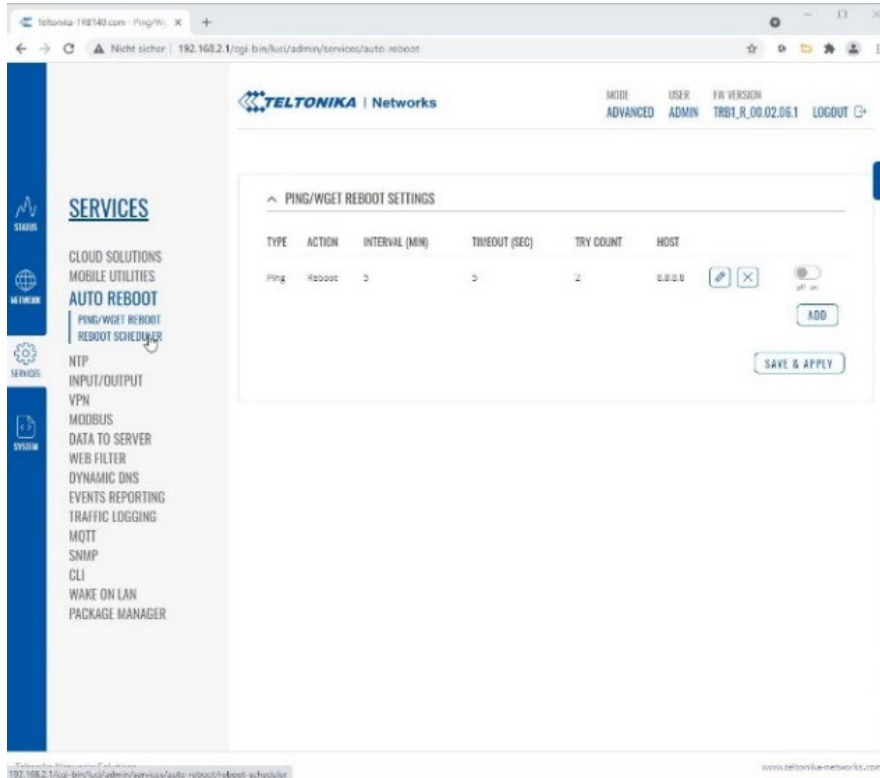 Teltonika-TRB140.com - Ping/W
Nicht sicher | 192.168.2.1/cgi-bin/luci/admin/services/auto-reboot
TELTONIKA | Networks
MODE USER FW VERSION
ADVANCED ADMIN TRB1_R_00.02.06.1 LOGOUT
STATUS
NETWORK
SERVICES
SYSTEM
SERVICES
CLOUD SOLUTIONS
MOBILE UTILITIES
AUTO REBOOT
PING/WGET REBOOT
REBOOT SCHEDULER
NTP
INPUT/OUTPUT
VPN
MODBUS
DATA TO SERVER
WEB FILTER
DYNAMIC DNS
EVENTS REPORTING
TRAFFIC LOGGING
MQTT
SNMP
CLI
WAKE ON LAN
PACKAGE MANAGER
PING/WGET REBOOT SETTINGS
TYPE ACTION INTERVAL (MIN) TIMEOUT (SEC) TRY COUNT HOST
Ping Reboot 5 5 2 8.8.8.8
off on
ADD
SAVE & APPLY
192.168.2.1/cgi-bin/luci/admin/services/auto-reboot/reboot-scheduler
www.teltonika-networks.com